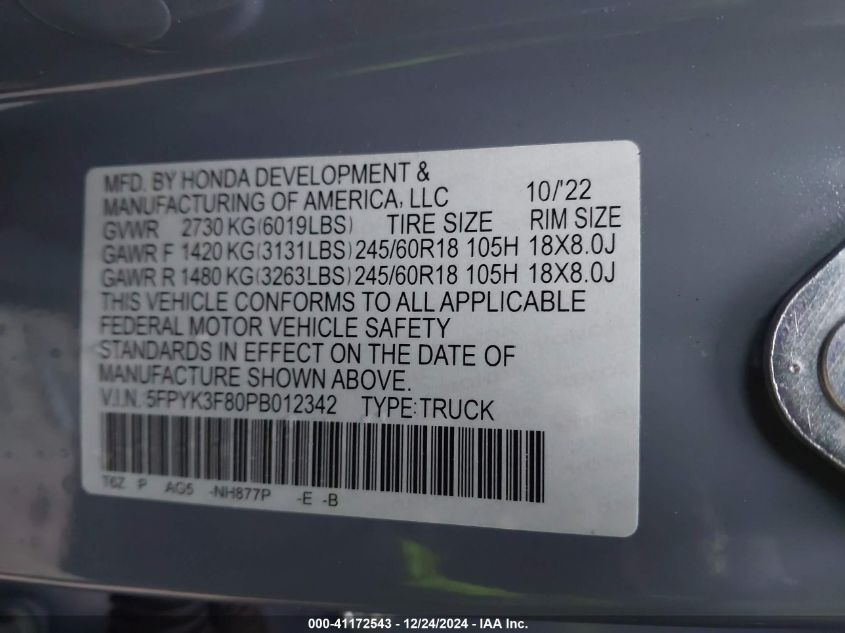 MFD. BY HONDA DEVELOPMENT &
MANUFACTURING OF AMERICA, LLC 10/'22
GVWR 2730 KG(6019LBS) TIRE SIZE RIM SIZE
GAWR F 1420 KG(3131LBS) 245/60R18 105H 18X8.0J
GAWR R 1480 KG(3263LBS) 245/60R18 105H 18X8.0J
THIS VEHICLE CONFORMS TO ALL APPLICABLE
FEDERAL MOTOR VEHICLE SAFETY
STANDARDS IN EFFECT ON THE DATE OF
MANUFACTURE SHOWN ABOVE.
V.I.N. 5FPYK3F80PB012342 TYPE:TRUCK
T6Z P AG5 -NH877P -E -B
000-41172543 - 12/24/2024 - IAA Inc.